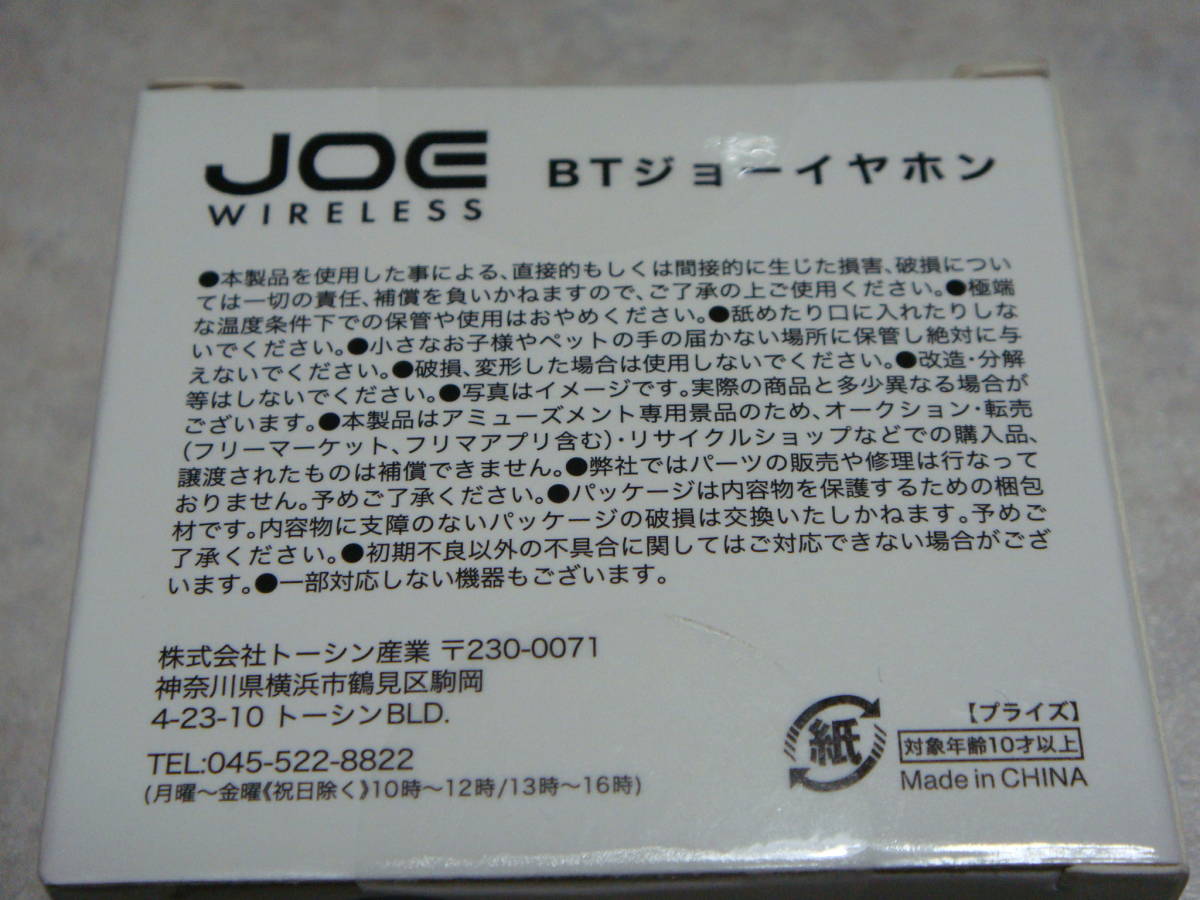 JOE
WIRELESS
BTジョーイヤホン
●本製品を使用した事による、直接的もしくは間接的に生じた損害、破損につい
ては一切の責任、補償を負いかねますので、ご了承の上ご使用ください。●極端
な温度条件下での保管や使用はおやめください。●舐めたり口に入れたりしな
いでください。●小さなお子様やペットの手の届かない場所に保管し絶対に与
えないでください。●破損、変形した場合は使用しないでください。●改造・分解
等はしないでください。●写真はイメージです。実際の商品と多少異なる場合が
ございます。●本製品はアミューズメント専用景品のため、オークション・転売
（フリーマーケット、フリマアプリ含む）・リサイクルショップなどでの購入品、
譲渡されたものは補償できません。●弊社ではパーツの販売や修理は行なって
おりません。予めご了承ください。●パッケージは内容物を保護するための梱包
材です。内容物に支障のないパッケージの破損は交換いたしかねます。予めご
了承ください。●初期不良以外の不具合に関してはご対応できない場合がござ
います。●一部対応しない機器もございます。
株式会社トーシン産業 〒230-0071
神奈川県横浜市鶴見区駒岡
4-23-10 トーシンBLD.
TEL:045-522-8822
(月曜〜金曜《祝日除く》10時〜12時/13時〜16時)
紙
【プライズ】
対象年齢10才以上
Made in CHINA